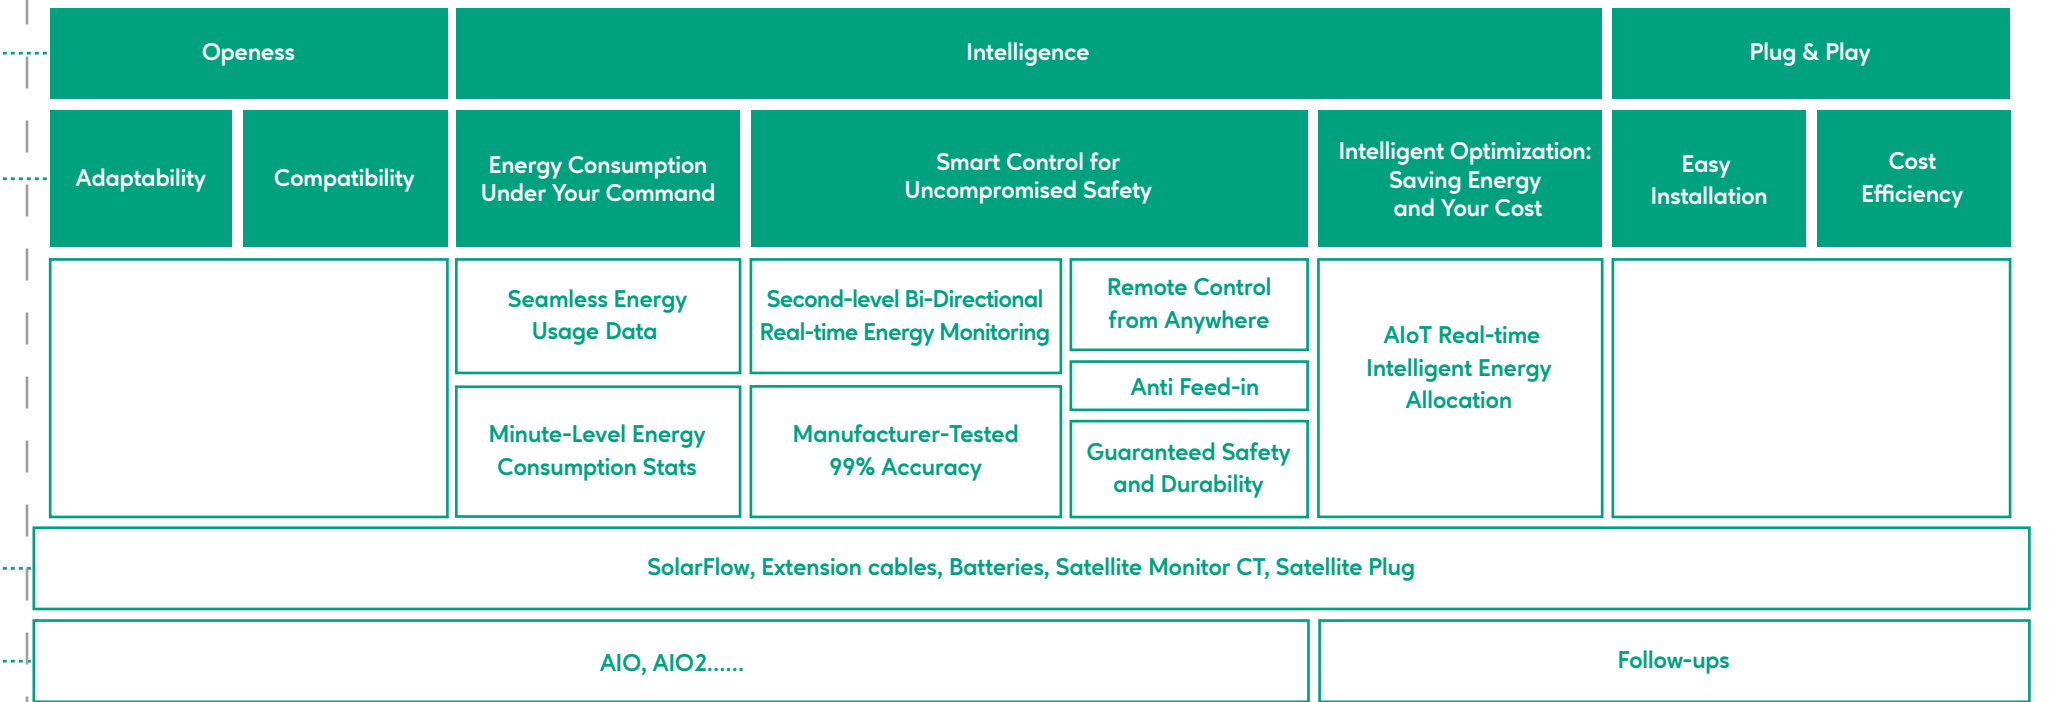 Openess
Intelligence
Plug & Play
Adaptability
Compatibility
Energy Consumption
Under Your Command
Smart Control for
Uncompromised Safety
Intelligent Optimization:
Saving Energy
and Your Cost
Easy
Installation
Cost
Efficiency
Seamless Energy
Usage Data
Second-level Bi-Directional
Real-time Energy Monitoring
Remote Control
from Anywhere
AIoT Real-time
Intelligent Energy
Allocation
Anti Feed-in
Minute-Level Energy
Consumption Stats
Manufacturer-Tested
99% Accuracy
Guaranteed Safety
and Durability
SolarFlow, Extension cables, Batteries, Satellite Monitor CT, Satellite Plug
AIO, AIO2......
Follow-ups